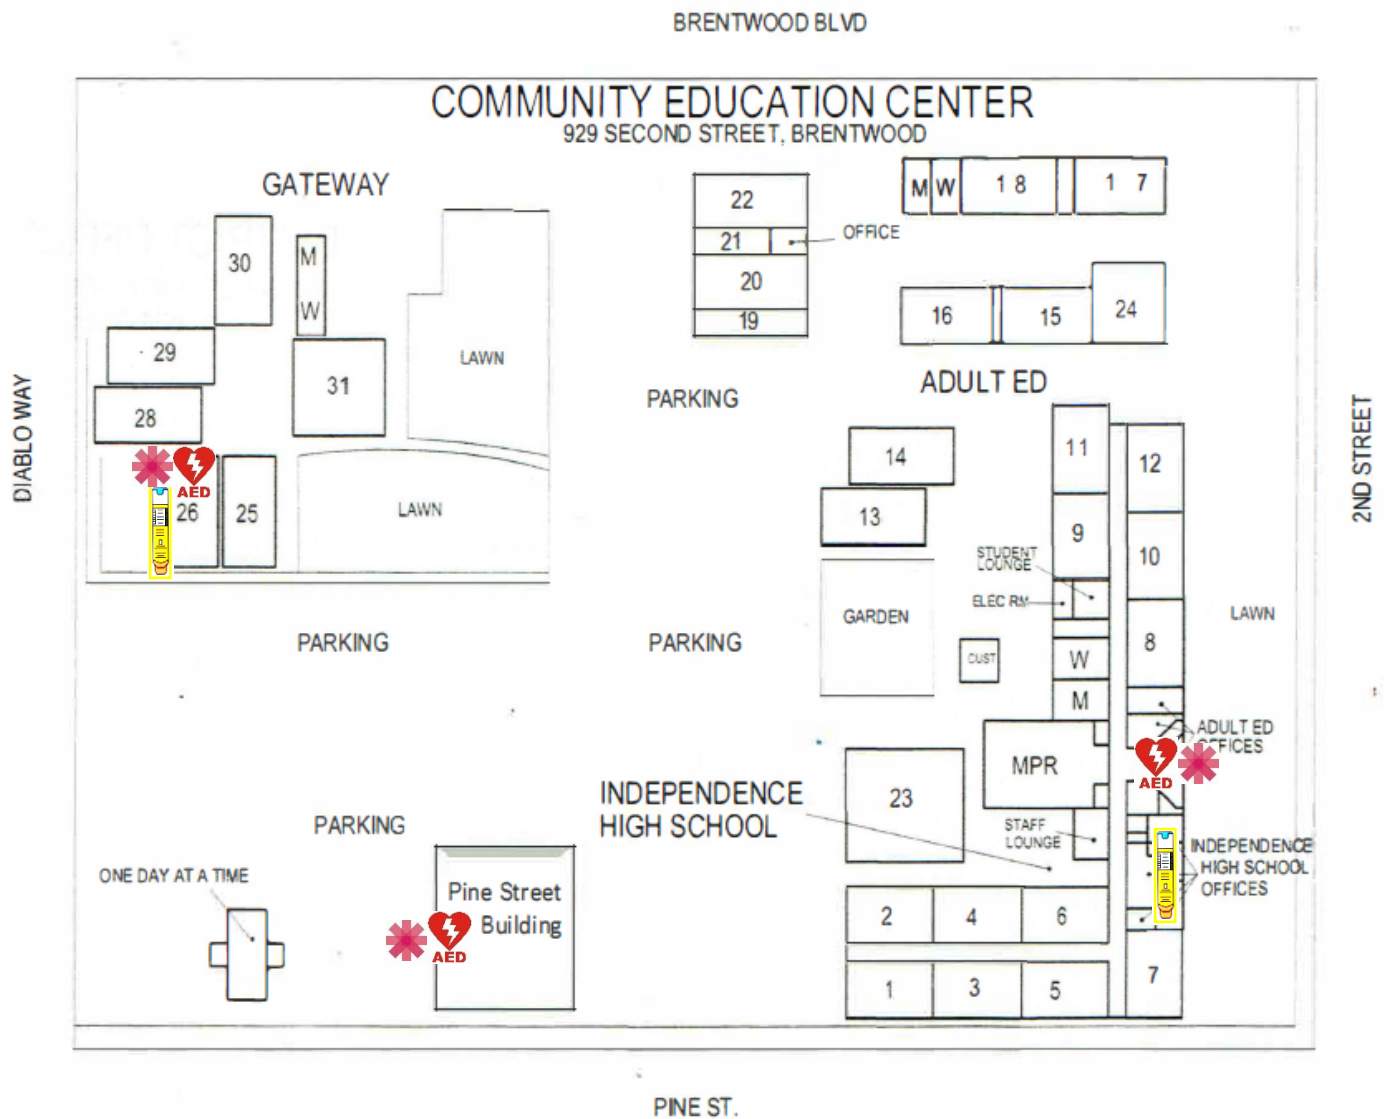 BRENTWOOD BLVD
COMMUNITY EDUCATION CENTER
929 SECOND STREET, BRENTWOOD
GATEWAY
22
M W 1 8 1 7
21
OFFICE
30
M
W
20
19
16
15
24
29
31
LAWN
28
DIABLO WAY
PARKING
ADULT ED
2ND STREET
11
12
14
13
AED
26
25
LAWN
9
10
STUDENT
LOUNGE
ELEC RM
GARDEN
LAWN
PARKING
PARKING
CUST
W
8
M
ADULT ED
OFFICES
MPR
AED
INDEPENDENCE
HIGH SCHOOL
23
PARKING
STAFF
LOUNGE
INDEPENDENCE
HIGH SCHOOL
OFFICES
ONE DAY AT A TIME
Pine Street
Building
AED
2
4
6
1
3
5
7
PINE ST.